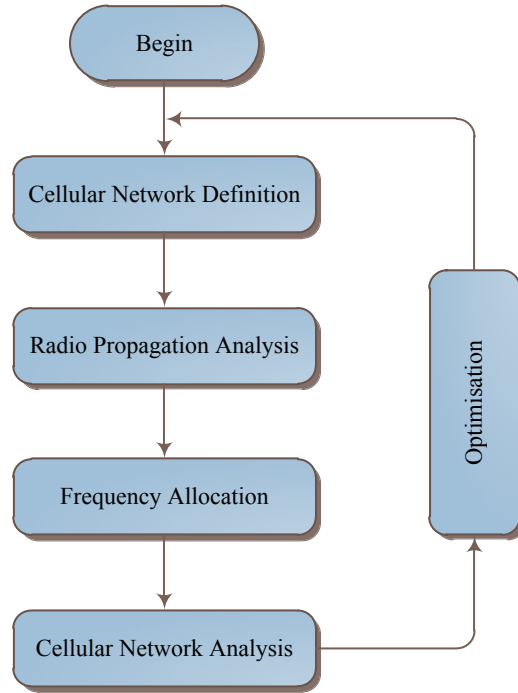 Begin
Cellular Network Definition
Radio Propagation Analysis
Frequency Allocation
Cellular Network Analysis
Optimisation